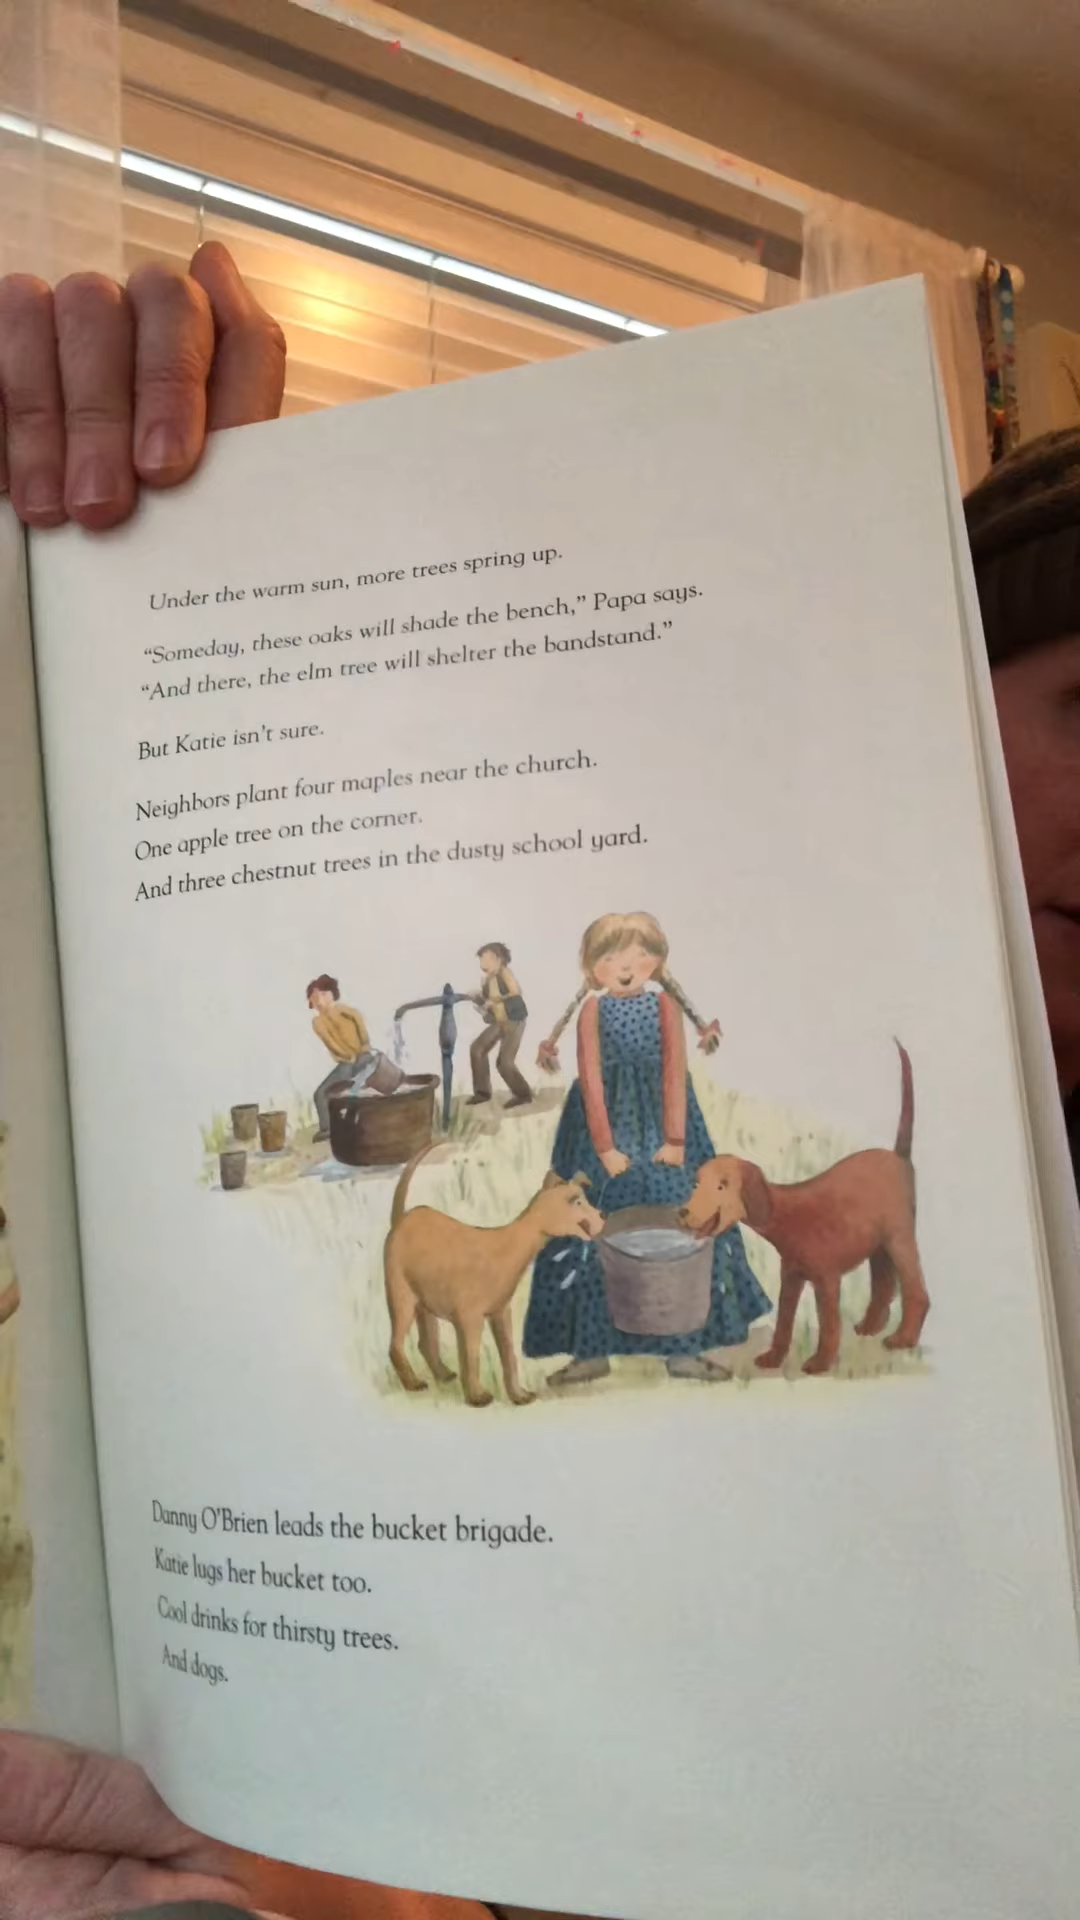 Under the warm sun, more trees spring up.
“Someday, these oaks will shade the bench,” Papa says.
“And there, the elm tree will shelter the bandstand.”
But Katie isn’t sure.
Neighbors plant four maples near the church.
One apple tree on the corner.
And three chestnut trees in the dusty school yard.
Danny O’Brien leads the bucket brigade.
Katie lugs her bucket too.
Cool drinks for thirsty trees.
And dogs.